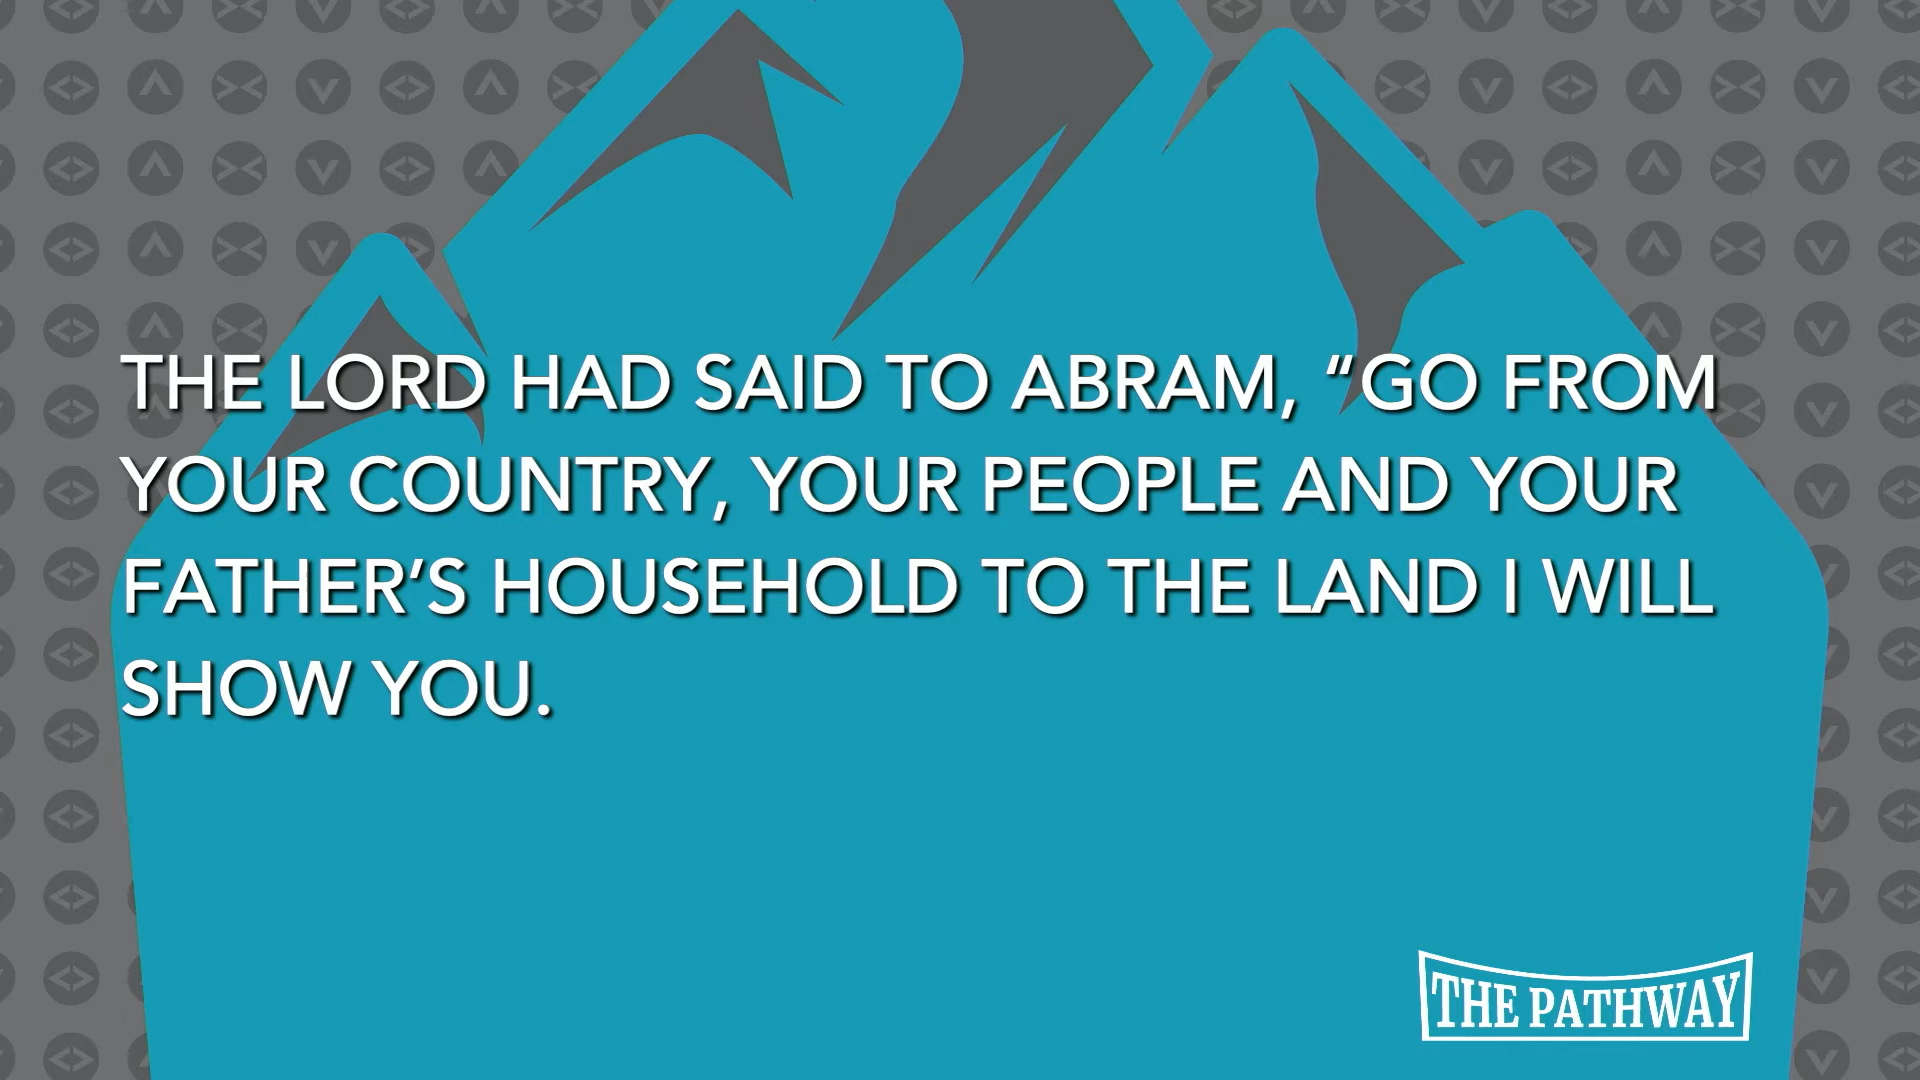 THE LORD HAD SAID TO ABRAM, “GO FROM
YOUR COUNTRY, YOUR PEOPLE AND YOUR
FATHER’S HOUSEHOLD TO THE LAND I WILL
SHOW YOU.
THE PATHWAY